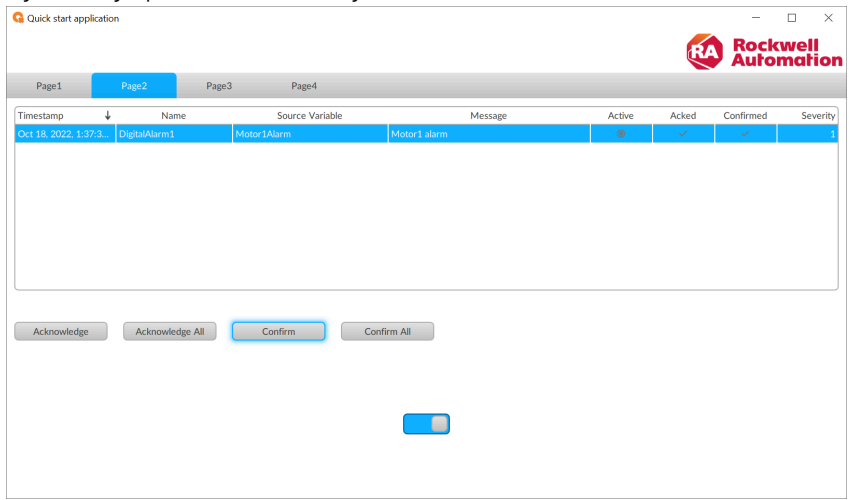 Quick start application
RA Rockwell
Automation
Page1 Page2 Page3 Page4
Timestamp Name Source Variable Message Active Acked Confirmed Severity
Oct 18, 2022, 1:37:3... DigitalAlarm1 Motor1Alarm Motor1 alarm 1
Acknowledge Acknowledge All Confirm Confirm All